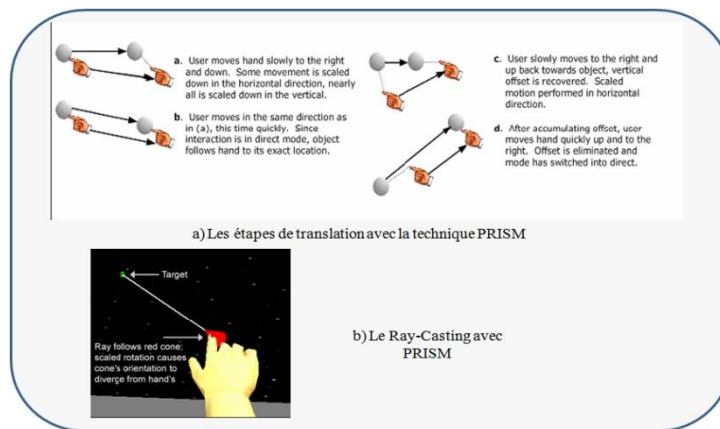 a. User moves hand slowly to the right
and down. Some movement is scaled
down in the horizontal direction, nearly
all is scaled down in the vertical.
b. User moves in the same direction as
in (a), this time quickly. Since
interaction is in direct mode, object
follows hand to its exact location.
c. User slowly moves to the right and
up back towards object, vertical
offset is recovered. Scaled
motion performed in horizontal
direction.
d. After accumulating offset, user
moves hand quickly up and to the
right. Offset is eliminated and
mode has switched into direct.
a) Les étapes de translation avec la technique PRISM
Target
Ray follows red cone;
scaled rotation causes
cone's orientation to
diverge from hand's
b) Le Ray-Casting avec
PRISM